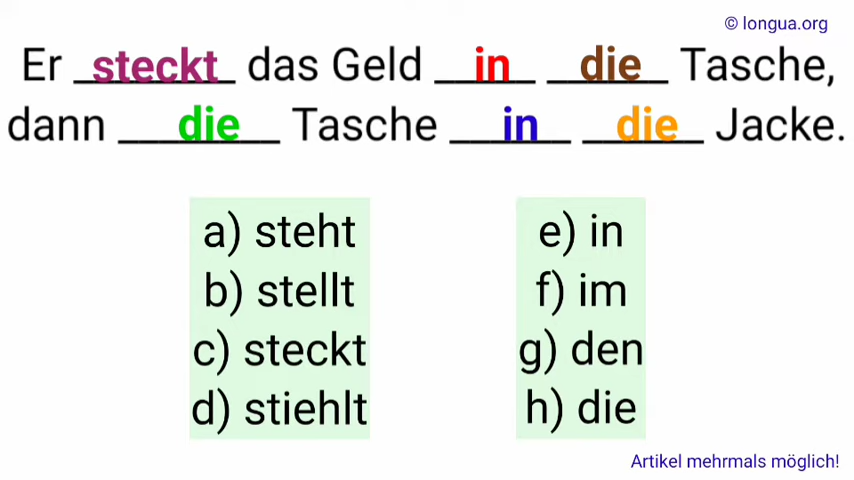 © longua.org
Er steckt das Geld in die Tasche,
dann die Tasche in die Jacke.
a) steht
b) stellt
c) steckt
d) stiehlt
e) in
f) im
g) den
h) die
Artikel mehrmals möglich!